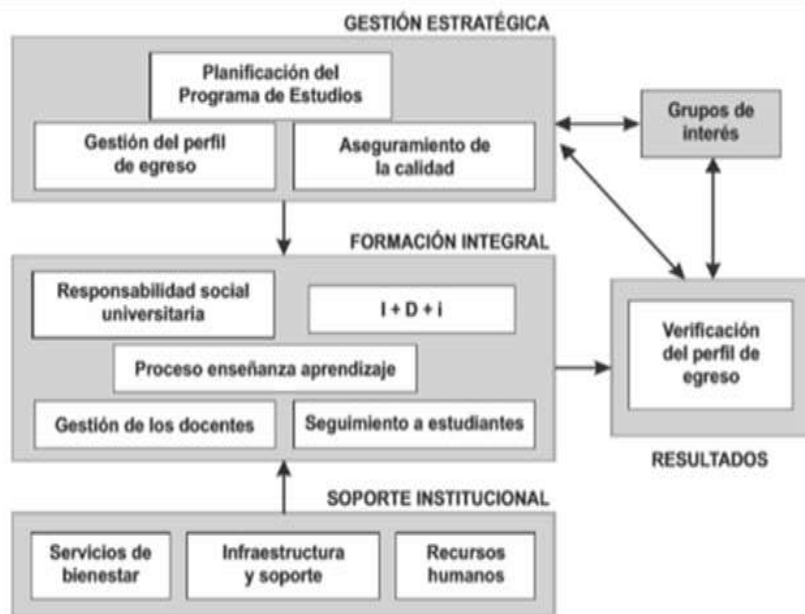 GESTIÓN ESTRATÉGICA
Planificación del
Programa de Estudios
Gestión del perfil
de egreso
Aseguramiento de
la calidad
Grupos de
interés
FORMACIÓN INTEGRAL
Responsabilidad social
universitaria
I + D + i
Proceso enseñanza aprendizaje
Gestión de los docentes
Seguimiento a estudiantes
Verificación
del perfil de
egreso
RESULTADOS
SOPORTE INSTITUCIONAL
Servicios de
bienestar
Infraestructura
y soporte
Recursos
humanos